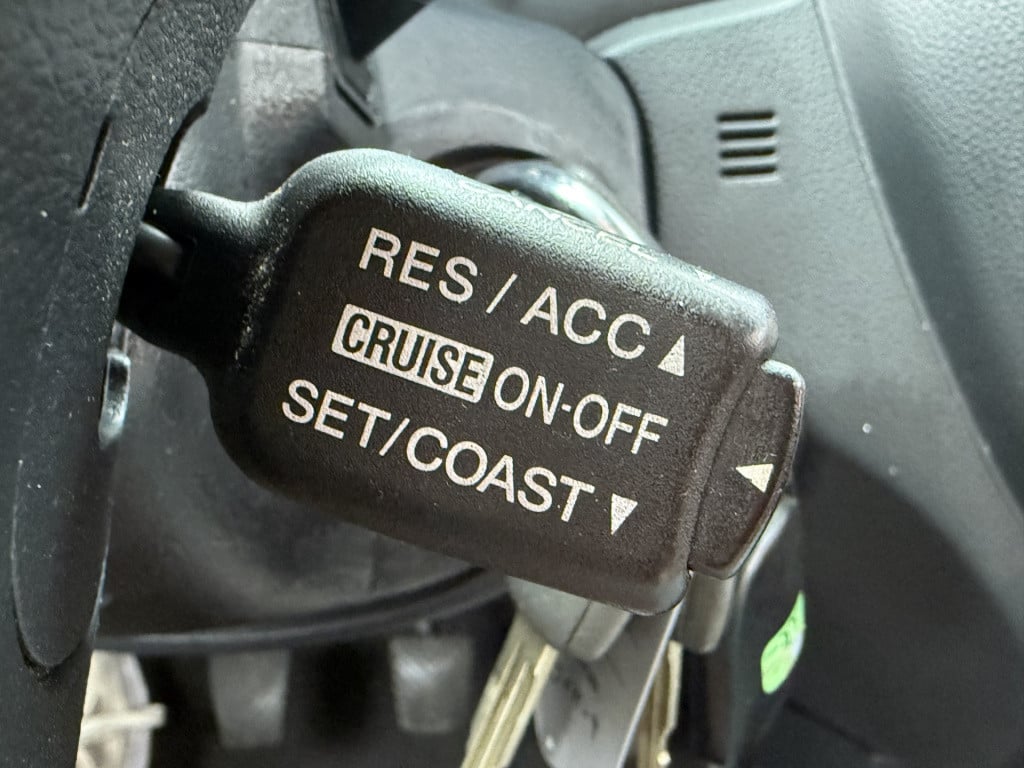 RES / ACC ▲
CRUISE ON-OFF ◀
SET/COAST ▼